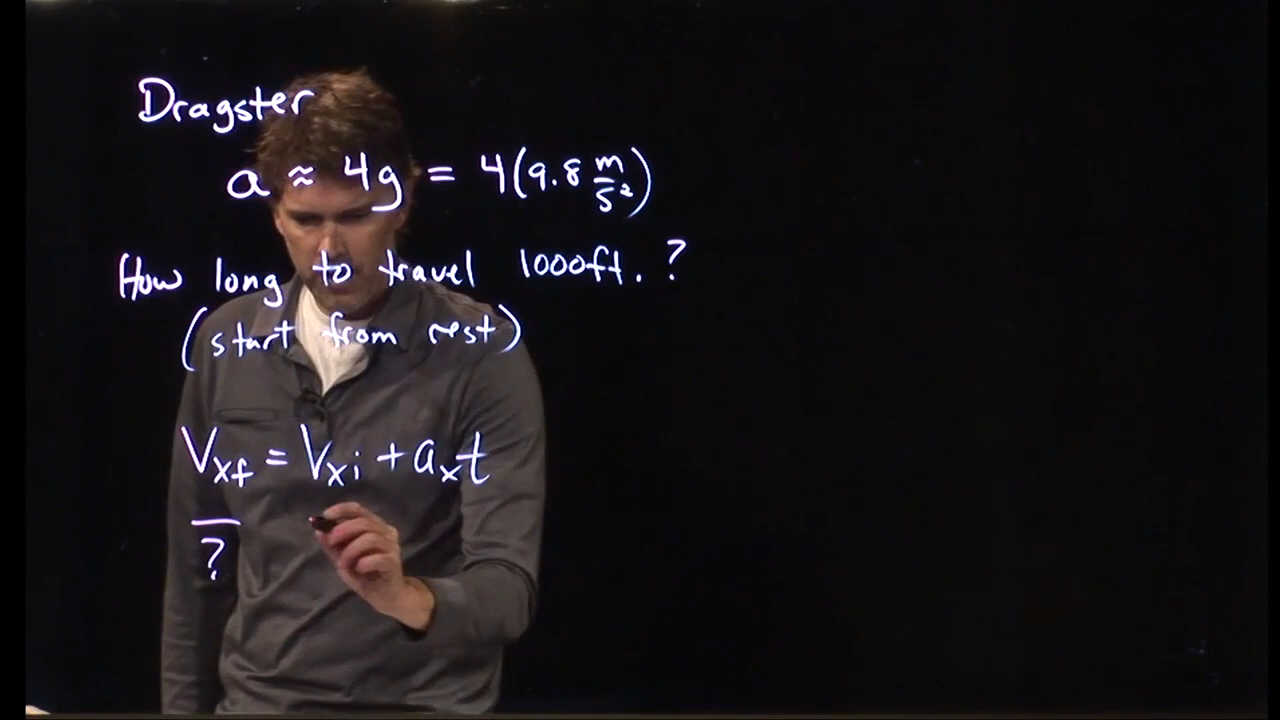 Dragster
a ≈ 4g = 4(9.8 m/s²)
How long to travel 1000ft. ?
(start from rest)
Vxf = Vxi + axt
?